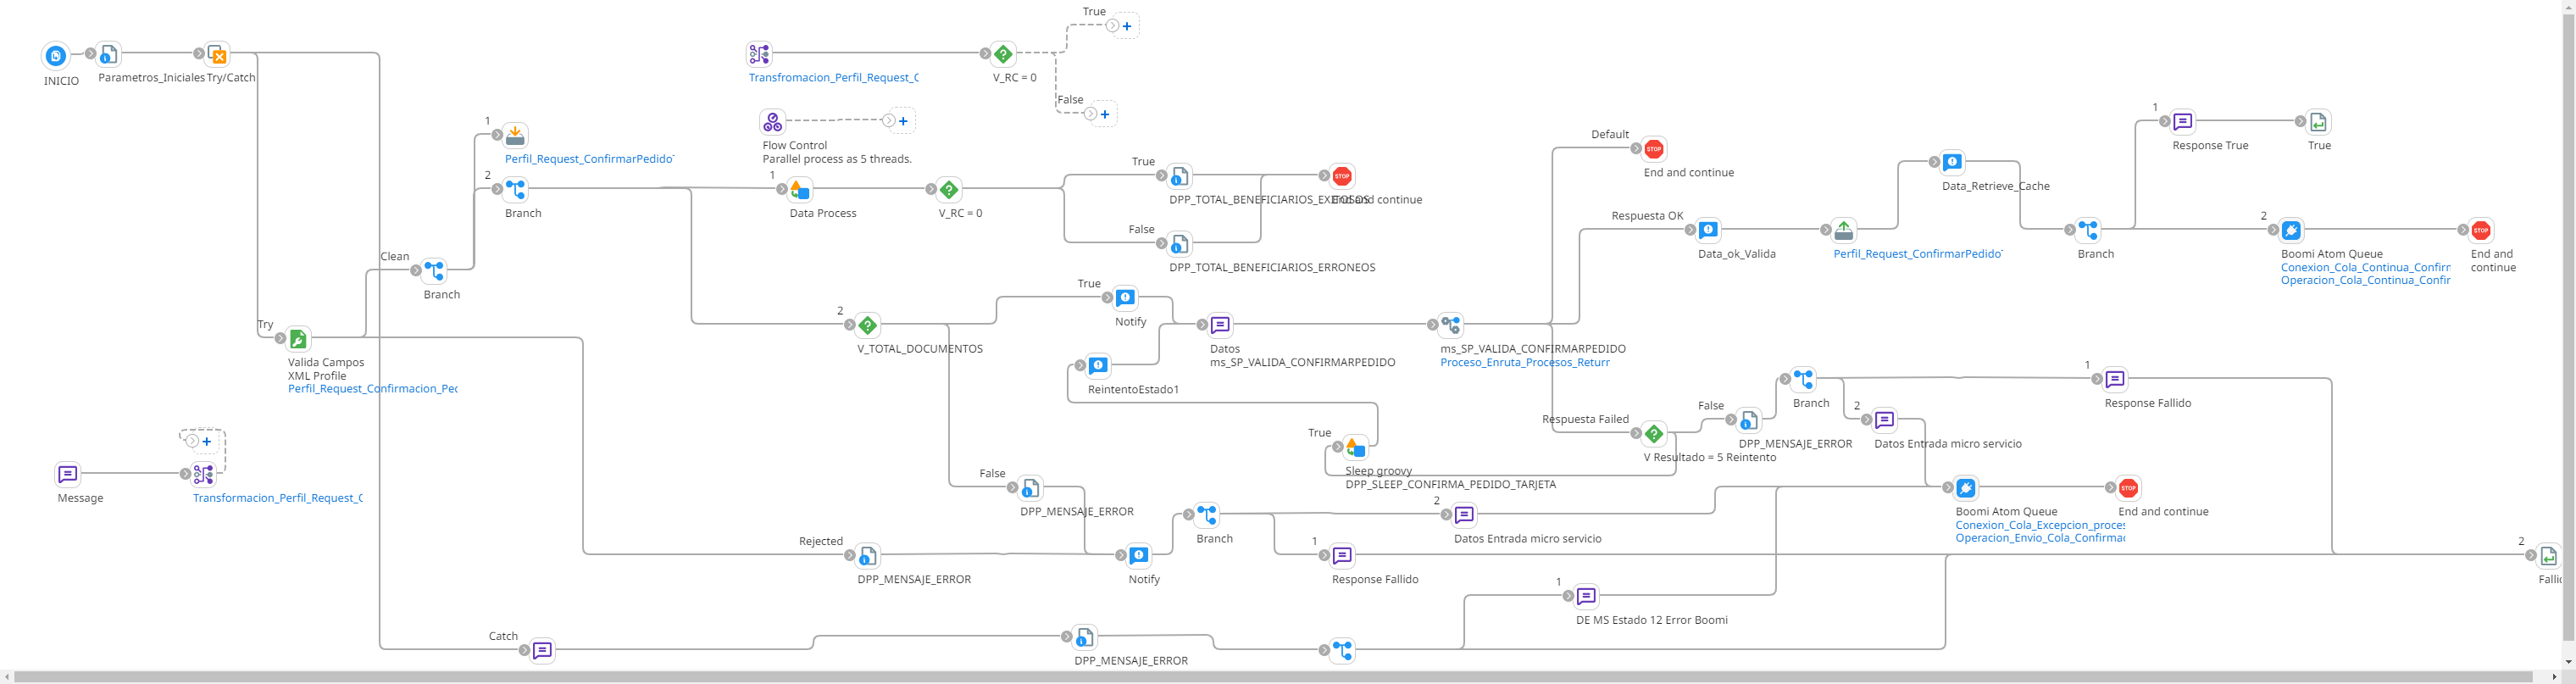 True
INICIO
Parametros_Iniciales
Try/Catch
Transfromacion_Perfil_Request_C
V_RC = 0
False
1
Perfil_Request_ConfirmarPedido
Flow Control
Parallel process as 5 threads.
2
Branch
1
Data Process
V_RC = 0
True
DPP_TOTAL_BENEFICIARIOS_EXITOSOS
End and continue
False
DPP_TOTAL_BENEFICIARIOS_ERRONEOS
Default
End and continue
1
Response True
True
Data_Retrieve_Cache
Respuesta OK
Data_ok_Valida
Perfil_Request_ConfirmarPedido
Branch
2
Boomi Atom Queue
Conexion_Cola_Continua_Confirm
Operacion_Cola_Continua_Confir
End and
continue
Clean
Branch
Try
Valida Campos
XML Profile
Perfil_Request_Confirmacion_Pec
2
V_TOTAL_DOCUMENTOS
True
Notify
ReintentoEstado1
Datos
ms_SP_VALIDA_CONFIRMARPEDIDO
ms_SP_VALIDA_CONFIRMARPEDIDO
Proceso_Enruta_Procesos_Returr
Respuesta Failed
V Resultado = 5 Reintento
True
Sleep groovy
DPP_SLEEP_CONFIRMA_PEDIDO_TARJETA
False
DPP_MENSAJE_ERROR
Branch
1
Response Fallido
2
Datos Entrada micro servicio
Message
Transformacion_Perfil_Request_C
False
DPP_MENSAJE_ERROR
Boomi Atom Queue
Conexion_Cola_Excepcion_proces
Operacion_Envio_Cola_Confirmac
End and continue
Rejected
DPP_MENSAJE_ERROR
Notify
Branch
2
Datos Entrada micro servicio
1
Response Fallido
2
Fallic
1
DE MS Estado 12 Error Boomi
Catch
DPP_MENSAJE_ERROR